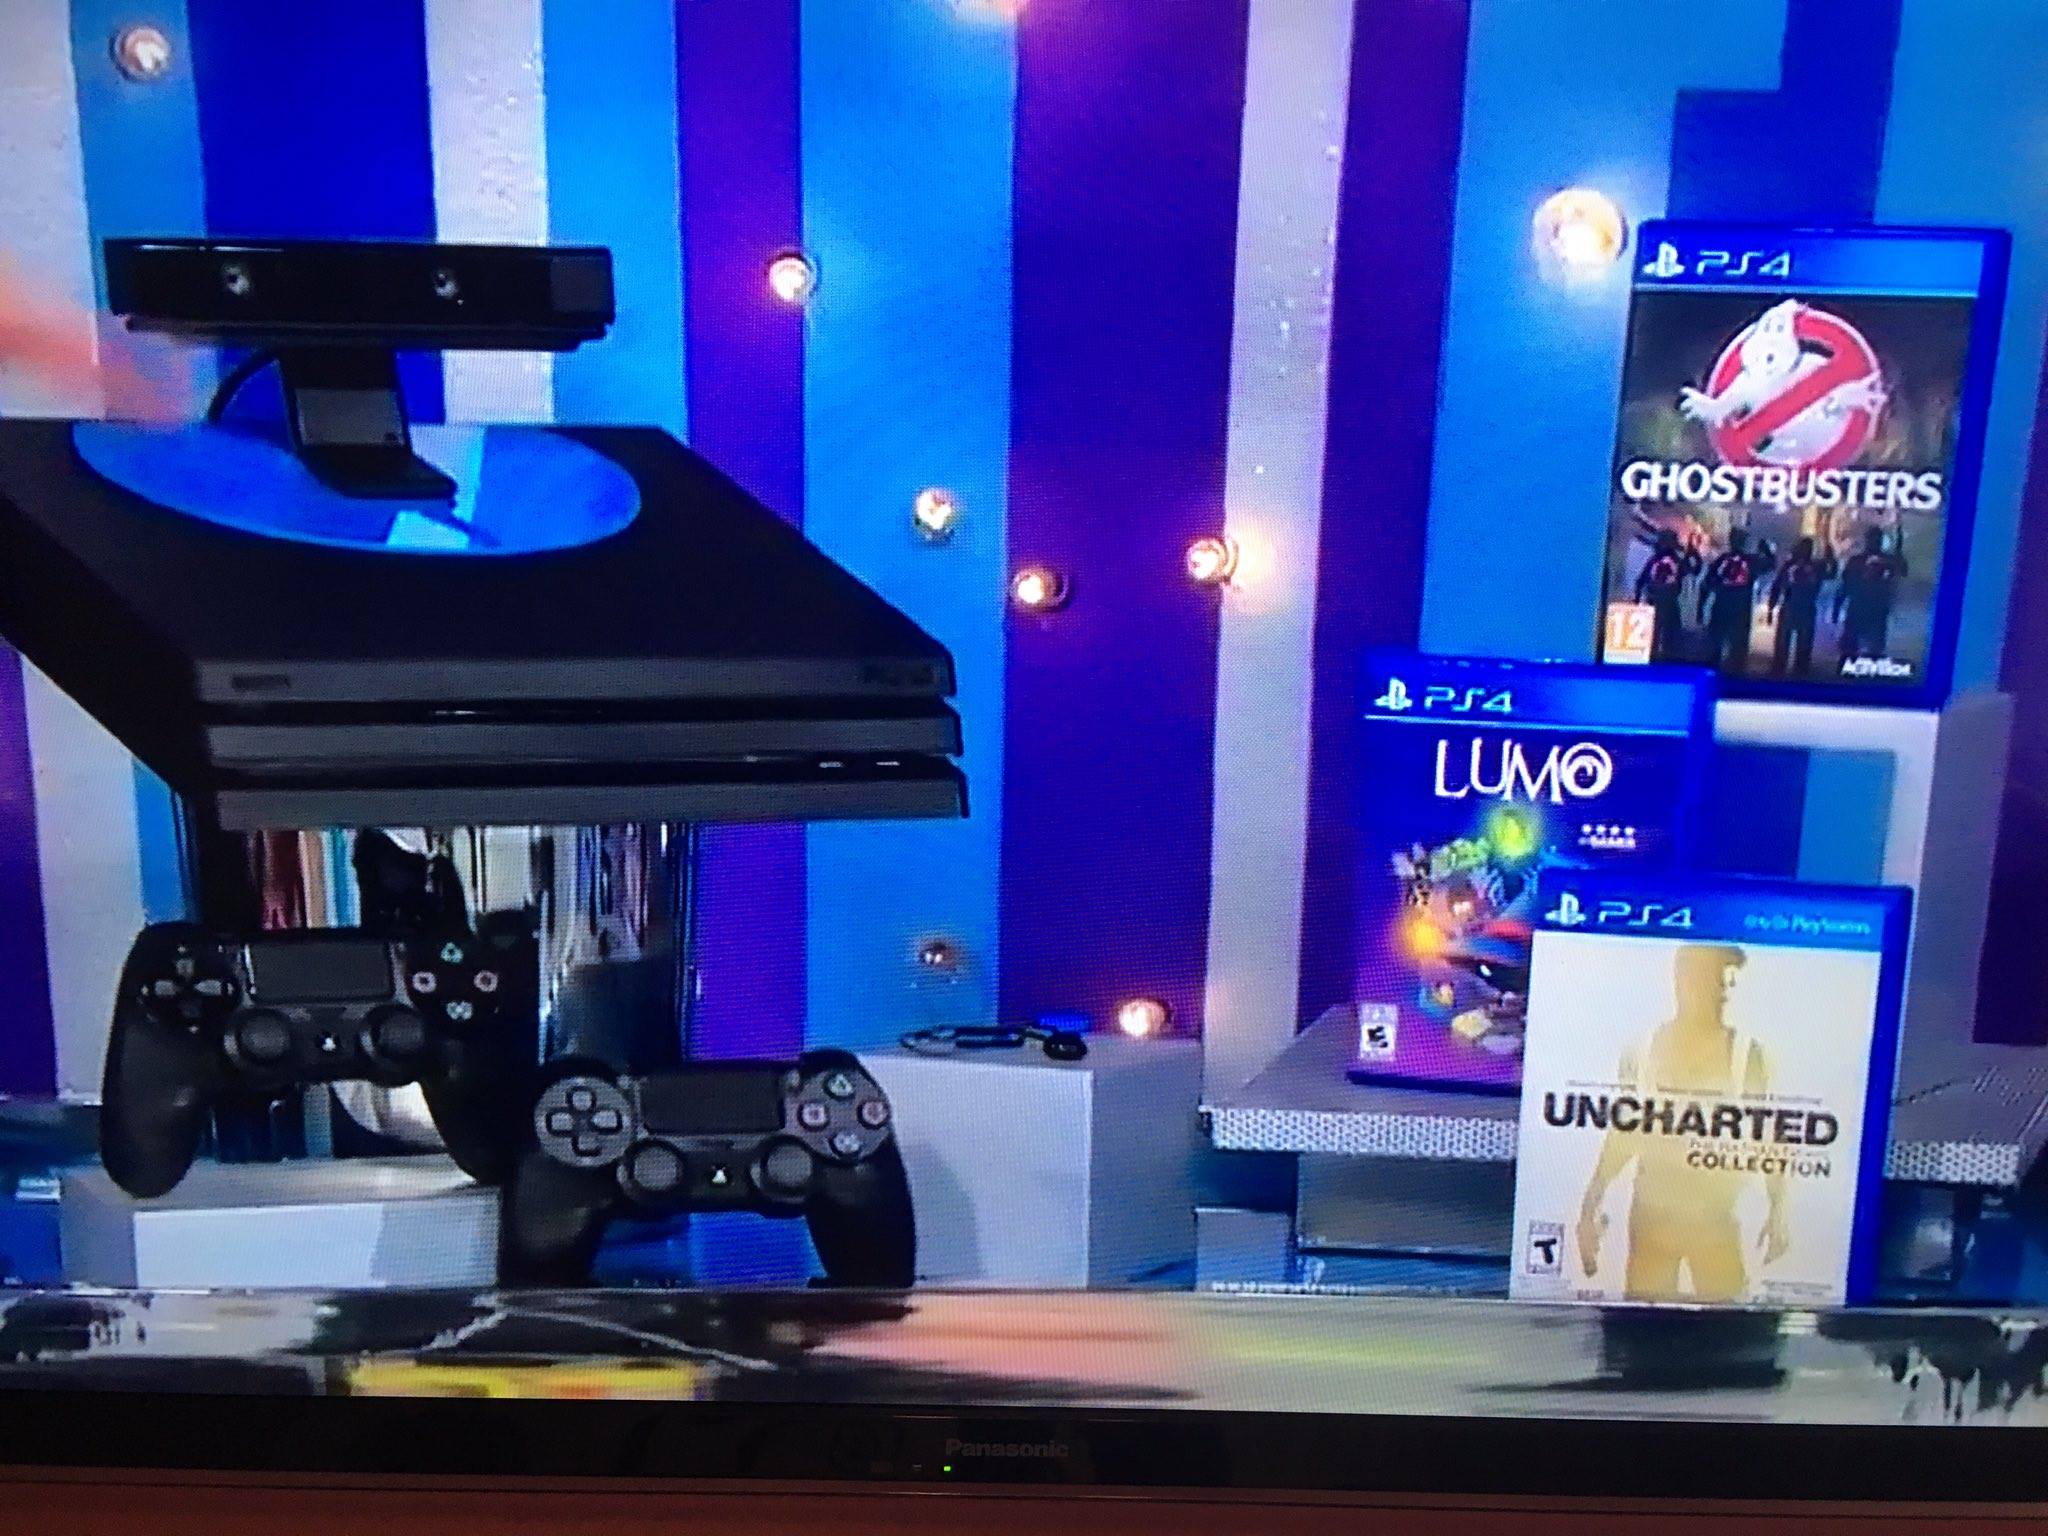 PS4
GHOSTBUSTERS
12
ACTIVISION
PS4
LUMO
E
PS4
UNCHARTED
COLLECTION
T
Panasonic